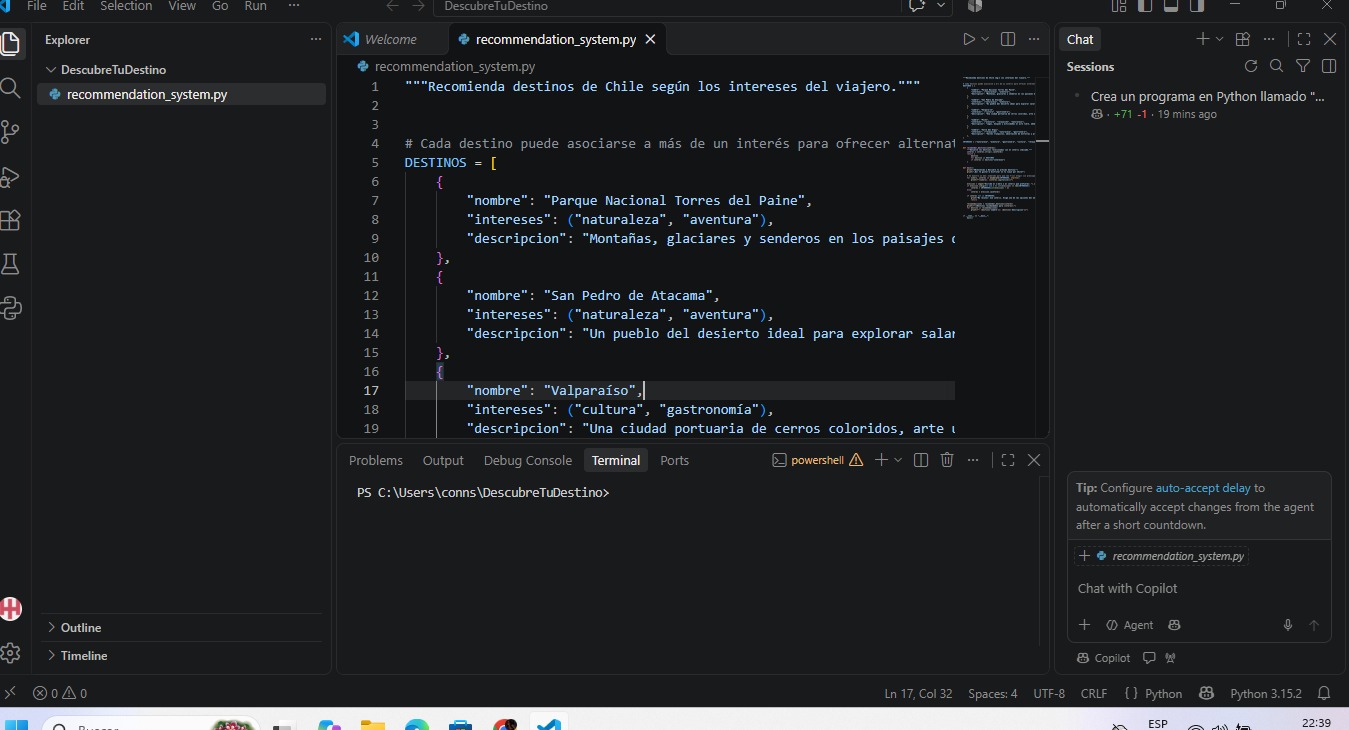 File Edit Selection View Go Run ...
DescubreTuDestino
Explorer
DescubreTuDestino
recommendation_system.py
Outline
Timeline
Welcome
recommendation_system.py
recommendation_system.py
1 """Recomienda destinos de Chile según los intereses del viajero."""
2
3
4 # Cada destino puede asociarse a más de un interés para ofrecer
5 DESTINOS = [
6 {
7 "nombre": "Parque Nacional Torres del Paine",
8 "intereses": ("naturaleza", "aventura"),
9 "descripcion": "Montañas, glaciares y senderos en los paisajes
10 },
11 {
12 "nombre": "San Pedro de Atacama",
13 "intereses": ("naturaleza", "aventura"),
14 "descripcion": "Un pueblo del desierto ideal para explorar salar
15 },
16 {
17 "nombre": "Valparaíso",
18 "intereses": ("cultura", "gastronomía"),
19 "descripcion": "Una ciudad portuaria de cerros coloridos, arte
Problems Output Debug Console Terminal Ports
powershell
PS C:\Users\conns\DescubreTuDestino>
Chat
Sessions
Crea un programa en Python llamado "...
+71 -1 · 19 mins ago
Tip: Configure auto-accept delay to
automatically accept changes from the agent
after a short countdown.
recommendation_system.py
Chat with Copilot
Agent
Copilot
0 0
Ln 17, Col 32 Spaces: 4 UTF-8 CRLF { } Python Python 3.15.2
ESP
22:39